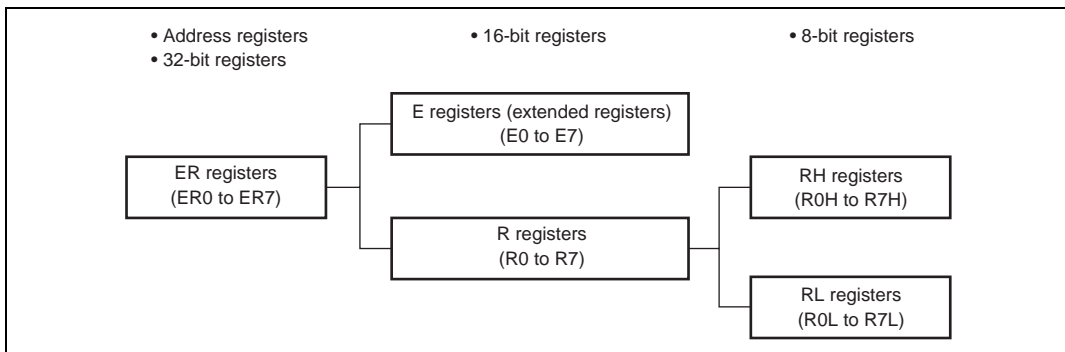 • Address registers
• 32-bit registers
• 16-bit registers
• 8-bit registers
E registers (extended registers)
(E0 to E7)
ER registers
(ER0 to ER7)
RH registers
(R0H to R7H)
R registers
(R0 to R7)
RL registers
(R0L to R7L)